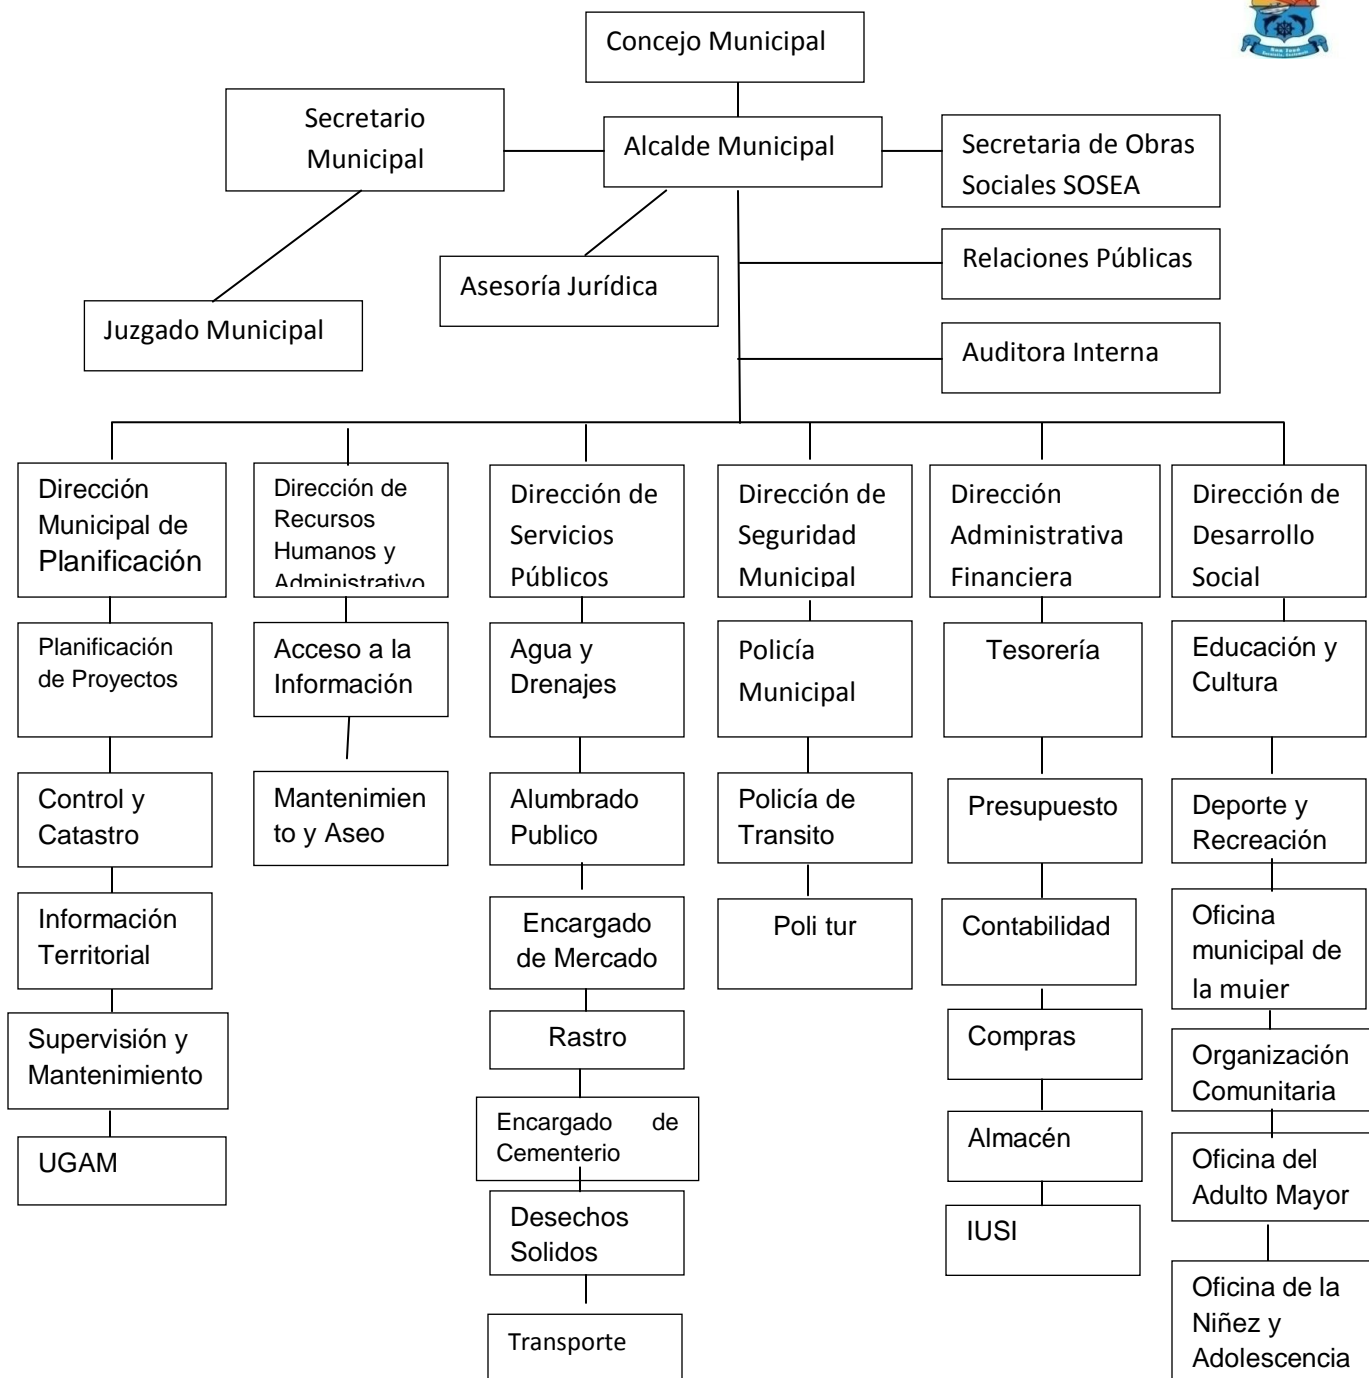 San José
Concejo Municipal
Secretario
Municipal
Alcalde Municipal
Secretaria de Obras
Sociales SOSEA
Relaciones Públicas
Asesoría Jurídica
Juzgado Municipal
Auditora Interna
Dirección
Municipal de
Planificación
Dirección de
Recursos
Humanos y
Administrativo
Dirección de
Servicios
Públicos
Dirección de
Seguridad
Municipal
Dirección
Administrativa
Financiera
Dirección de
Desarrollo
Social
Planificación
de Proyectos
Acceso a la
Información
Agua y
Drenajes
Policía
Municipal
Tesorería
Educación y
Cultura
Control y
Catastro
Mantenimien
to y Aseo
Alumbrado
Publico
Policía de
Transito
Presupuesto
Deporte y
Recreación
Información
Territorial
Encargado
de Mercado
Poli tur
Contabilidad
Oficina
municipal de
la mujer
Supervisión y
Mantenimiento
Rastro
Compras
Organización
Comunitaria
UGAM
Encargado de
Cementerio
Almacén
Oficina del
Adulto Mayor
Desechos
Solidos
IUSI
Transporte
Oficina de la
Niñez y
Adolescencia